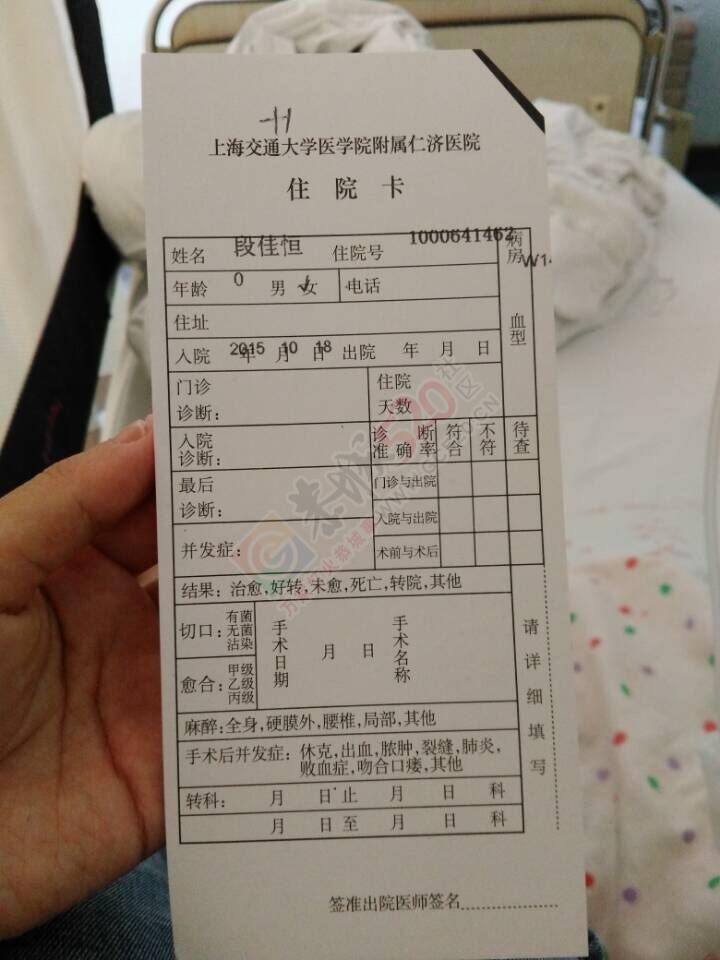 -11
上海交通大学医学院附属仁济医院
住 院 卡
姓名 段佳恒 住院号 1000641462 病房 W14
年龄 0 男 女 √ 电话
住址
血型
入院 2015 年 10 月 18 日 出院 年 月 日
门诊诊断: 住院天数
入院诊断: 诊断准确率 符合 不符 待查
最后诊断: 门诊与出院
入院与出院
并发症: 术前与术后
结果: 治愈,好转,未愈,死亡,转院,其他
切口: 有菌 无菌 沾染 手术日期 月 日 手术名称
愈合: 甲级 乙级 丙级
请详细填写
麻醉:全身,硬膜外,腰椎,局部,其他
手术后并发症: 休克,出血,脓肿,裂缝,肺炎,
败血症,吻合口瘘,其他
转科: 月 日止 月 日 科
月 日至 月 日 科
签准出院医师签名
恭城520社区